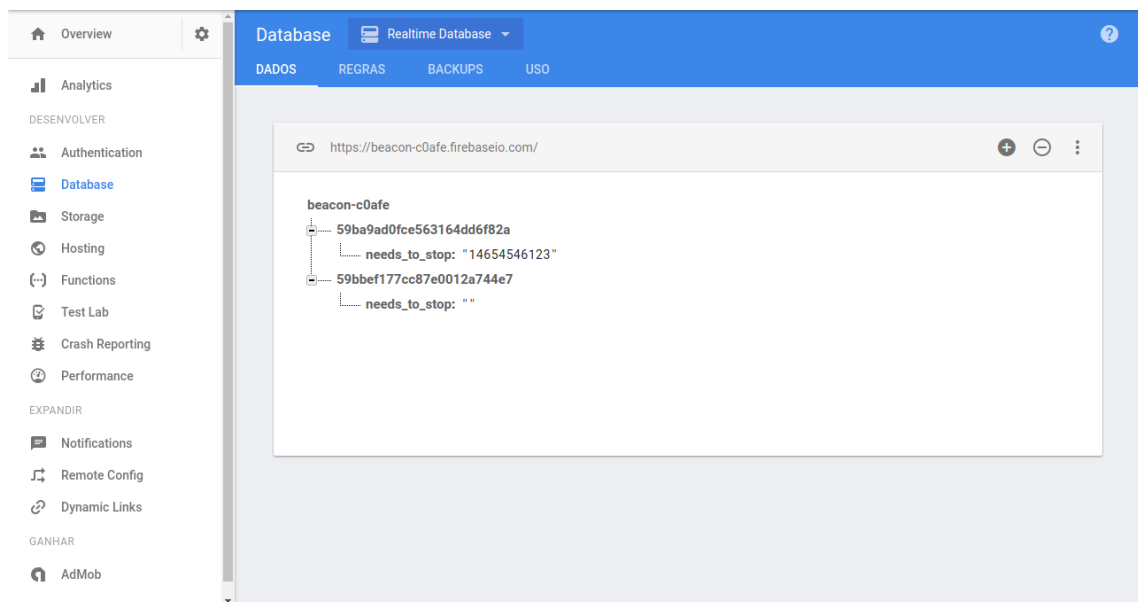 Overview
Analytics
DESENVOLVER
Authentication
Database
Storage
Hosting
Functions
Test Lab
Crash Reporting
Performance
EXPANDIR
Notifications
Remote Config
Dynamic Links
GANHAR
AdMob
Database Realtime Database
DADOS REGRAS BACKUPS USO
https://beacon-c0afe.firebaseio.com/
beacon-c0afe
59ba9ad0fce563164dd6f82a
needs_to_stop: "14654546123"
59bbef177cc87e0012a744e7
needs_to_stop: ""